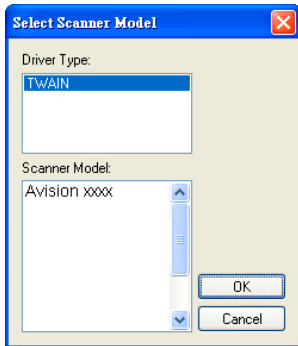 Select Scanner Model
Driver Type:
TWAIN
Scanner Model:
Avision xxxx
OK
Cancel